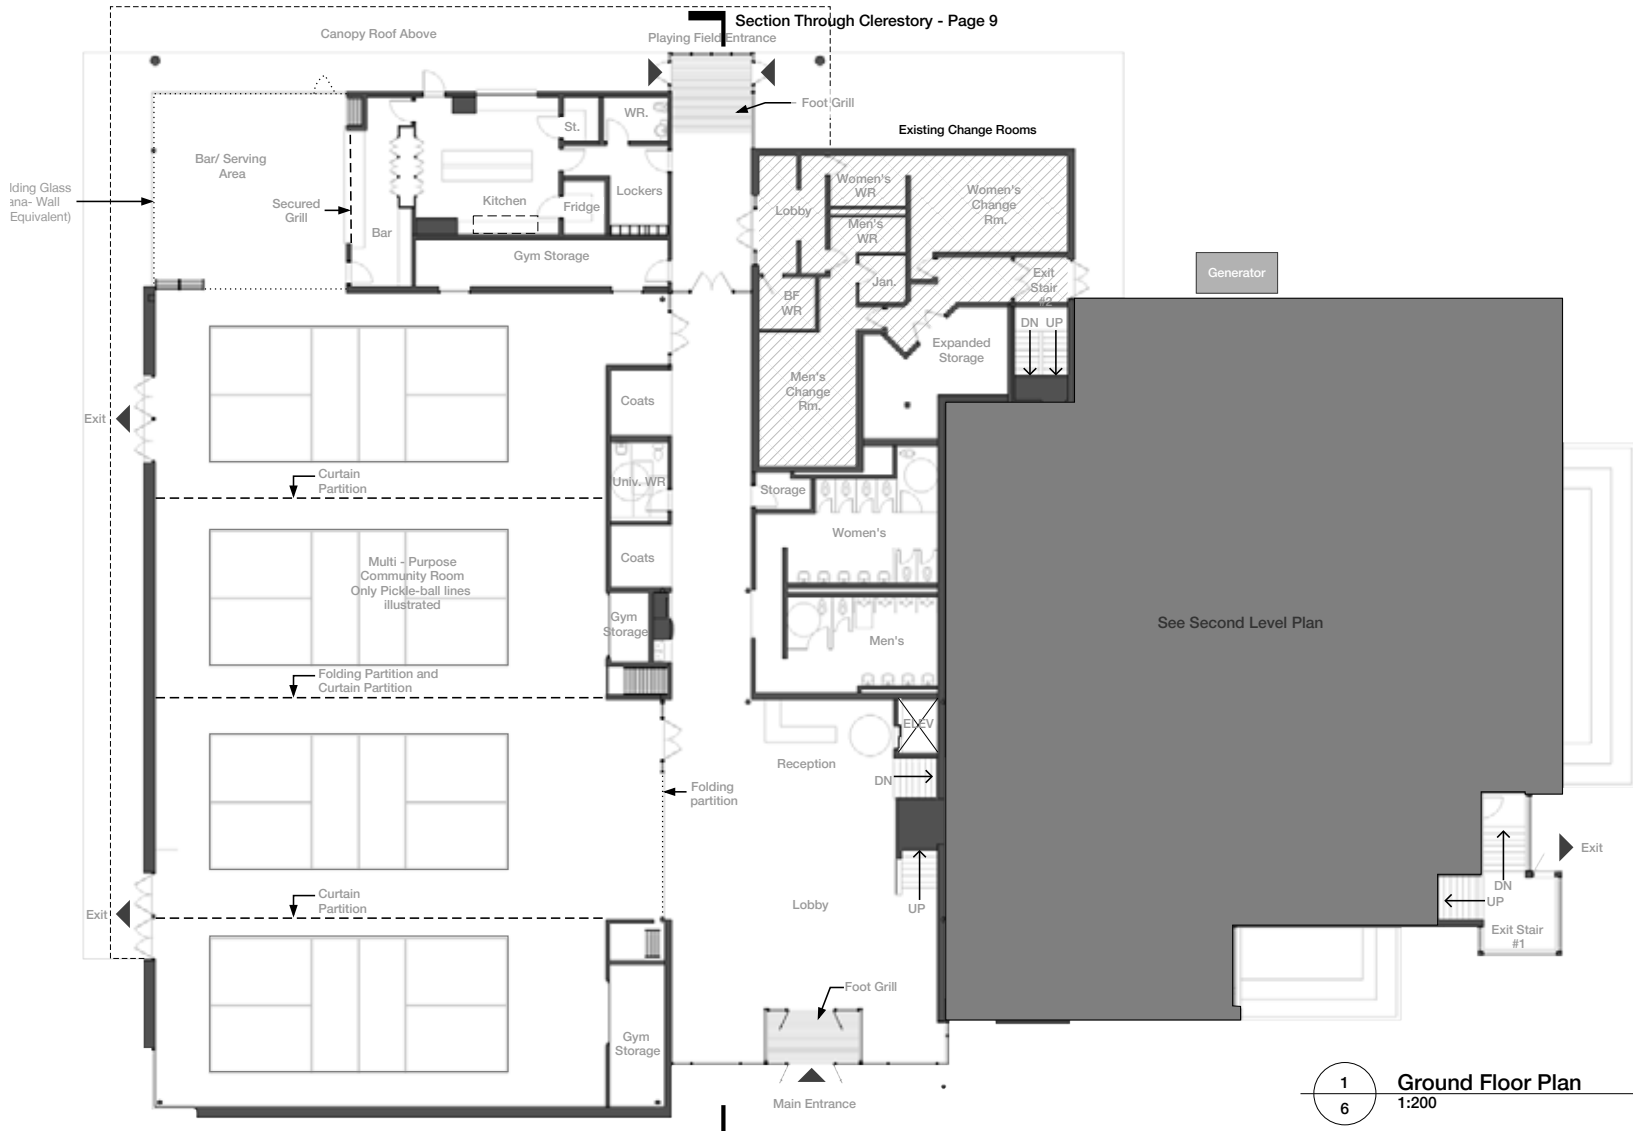 Section Through Clerestory - Page 9
Canopy Roof Above
Playing Field Entrance
Foot Grill
Existing Change Rooms
WR.
St.
Bar/ Serving
Area
lding Glass
ana- Wall
Equivalent)
Secured
Grill
Bar
Kitchen
Fridge
Lockers
Gym Storage
Lobby
Women's
WR
Women's
Change
Rm.
Men's
WR
Jan.
BF
WR
Exit
Stair
#2
Generator
DN
UP
Expanded
Storage
Men's
Change
Rm.
Exit
Coats
Curtain
Partition
Univ. WR
Storage
Women's
Coats
Multi - Purpose
Community Room
Only Pickle-ball lines
illustrated
Gym
Storage
Men's
See Second Level Plan
Folding Partition and
Curtain Partition
ELEV
Reception
DN
Folding
partition
Exit
Curtain
Partition
Exit
Lobby
UP
DN
UP
Exit Stair
#1
Foot Grill
Gym
Storage
Main Entrance
1
6
Ground Floor Plan
1:200